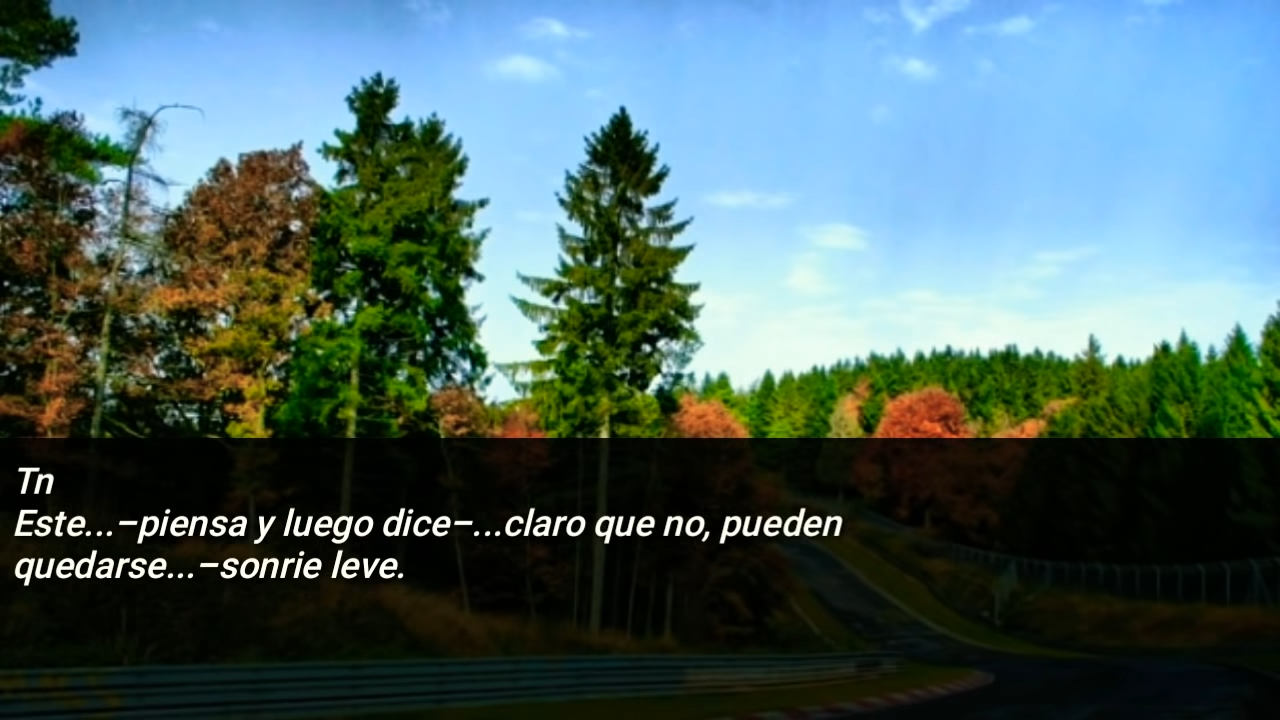 Tn
Este...–piensa y luego dice–...claro que no, pueden
quedarse...–sonrie leve.